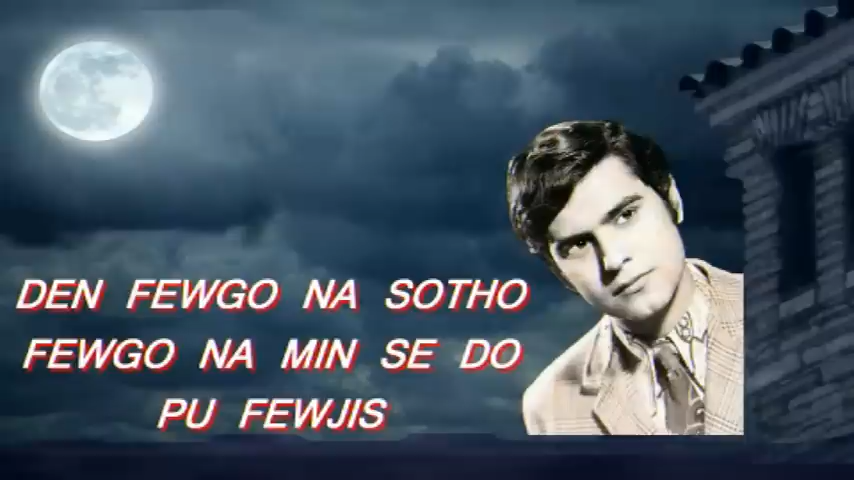 DEN FEWGO NA SOTHO
FEWGO NA MIN SE DO
PU FEWJIS